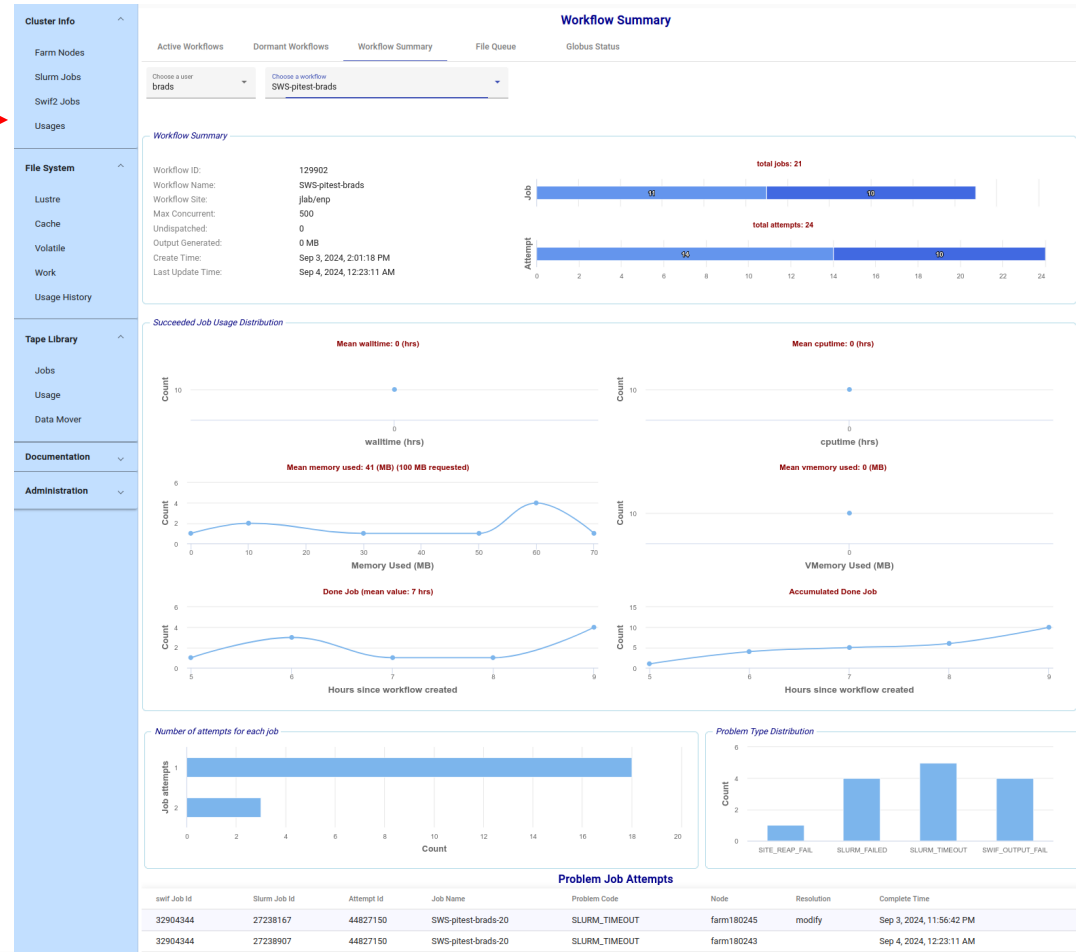 Cluster Info
Farm Nodes
Slurm Jobs
Swif2 Jobs
Usages
File System
Lustre
Cache
Volatile
Work
Usage History
Tape Library
Jobs
Usage
Data Mover
Documentation
Administration
Workflow Summary
Active Workflows Dormant Workflows Workflow Summary File Queue Globus Status
Choose a user
brads
Choose a workflow
SWS-pitest-brads
Workflow Summary
Workflow ID: 129902
Workflow Name: SWS-pitest-brads
Workflow Site: jlab/enp
Max Concurrent: 500
Undispatched: 0
Output Generated: 0 MB
Create Time: Sep 3, 2024, 2:01:18 PM
Last Update Time: Sep 4, 2024, 12:23:11 AM
total jobs: 21
Job
11 10
total attempts: 24
Attempt
14 10
0 2 4 6 8 10 12 14 16 18 20 22 24
Succeeded Job Usage Distribution
Mean walltime: 0 (hrs)
Count
10
0
walltime (hrs)
Mean cputime: 0 (hrs)
Count
10
0
cputime (hrs)
Mean memory used: 41 (MB) (100 MB requested)
Count
6
4
2
0
0 10 20 30 40 50 60 70
Memory Used (MB)
Mean vmemory used: 0 (MB)
Count
10
0
VMemory Used (MB)
Done Job (mean value: 7 hrs)
Count
6
4
2
0
5 6 7 8 9
Hours since workflow created
Accumulated Done Job
Count
15
10
5
0
5 6 7 8 9
Hours since workflow created
Number of attempts for each job
Job attempts
1
2
0 2 4 6 8 10 12 14 16 18 20
Count
Problem Type Distribution
Count
6
4
2
0
SITE_REAP_FAIL SLURM_FAILED SLURM_TIMEOUT SWIF_OUTPUT_FAIL
Problem Job Attempts
swif Job Id Slurm Job Id Attempt Id Job Name Problem Code Node Resolution Complete Time
32904344 27238167 44827150 SWS-pitest-brads-20 SLURM_TIMEOUT farm180245 modify Sep 3, 2024, 11:56:42 PM
32904344 27238907 44827150 SWS-pitest-brads-20 SLURM_TIMEOUT farm180243 Sep 4, 2024, 12:23:11 AM